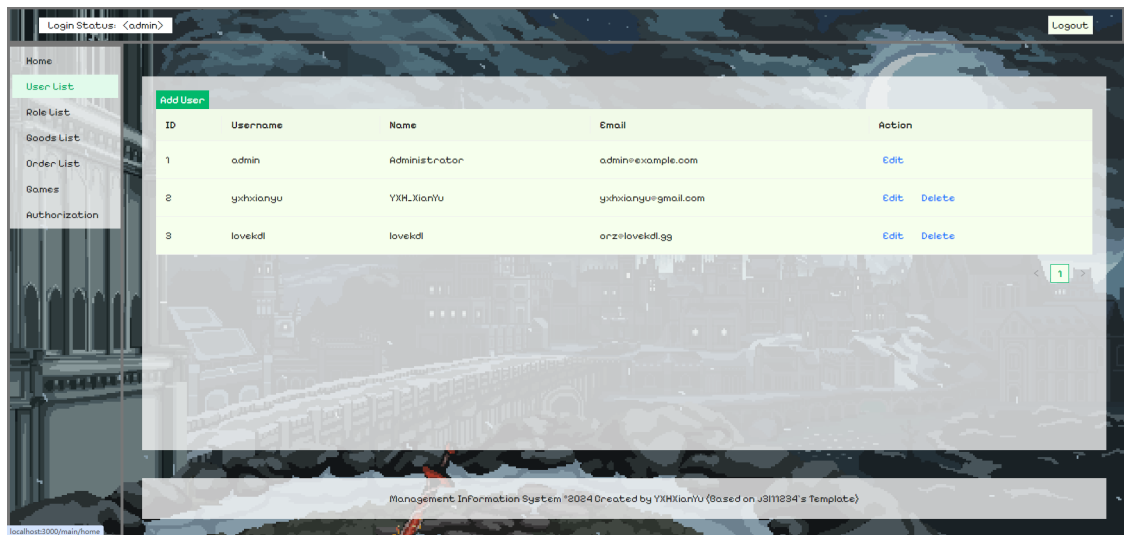 Login Status: <admin>
Logout
Home
User List
Role List
Goods List
Order List
Games
Authorization
Add User
ID Username Name Email Action
1 admin Administrator admin@example.com Edit
2 yxhxianyu YXH_XianYu yxhxianyu@gmail.com Edit Delete
3 lovekdl lovekdl orz@lovekdl.gg Edit Delete
< 1 >
Management Information System ©2024 Created by YXHXianYu (Based on J3111234's Template)
localhost:3000/main/home